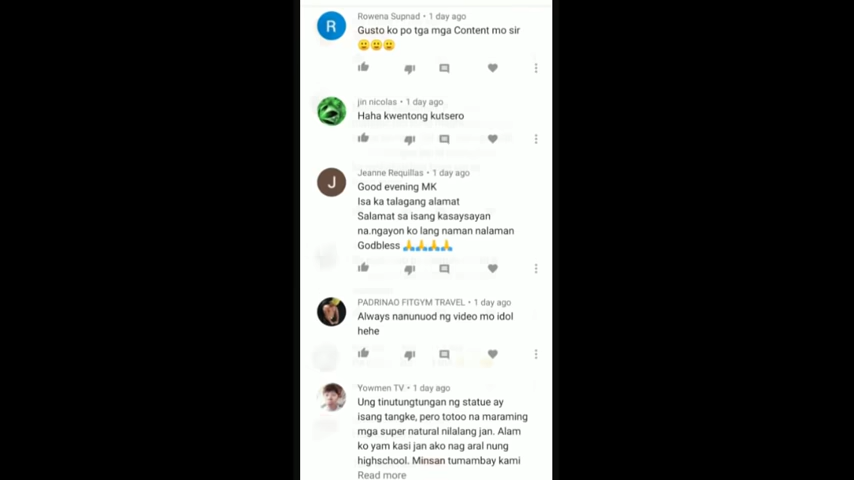 Rowena Supnad • 1 day ago
Gusto ko po tga mga Content mo sir
jin nicolas • 1 day ago
Haha kwentong kutsero
J
Jeanne Requillas • 1 day ago
Good evening MK
Isa ka talagang alamat
Salamat sa isang kasaysayan
na.ngayon ko lang naman nalaman
Godbless 🙏🙏🙏🙏
PADRINAO FITGYM TRAVEL • 1 day ago
Always nanunuod ng video mo idol
hehe
Yowmen TV • 1 day ago
Ung tinutungtungan ng statue ay
isang tangke, pero totoo na maraming
mga super natural nilalang jan. Alam
ko yam kasi jan ako nag aral nung
highschool. Minsan tumambay kami
Read more